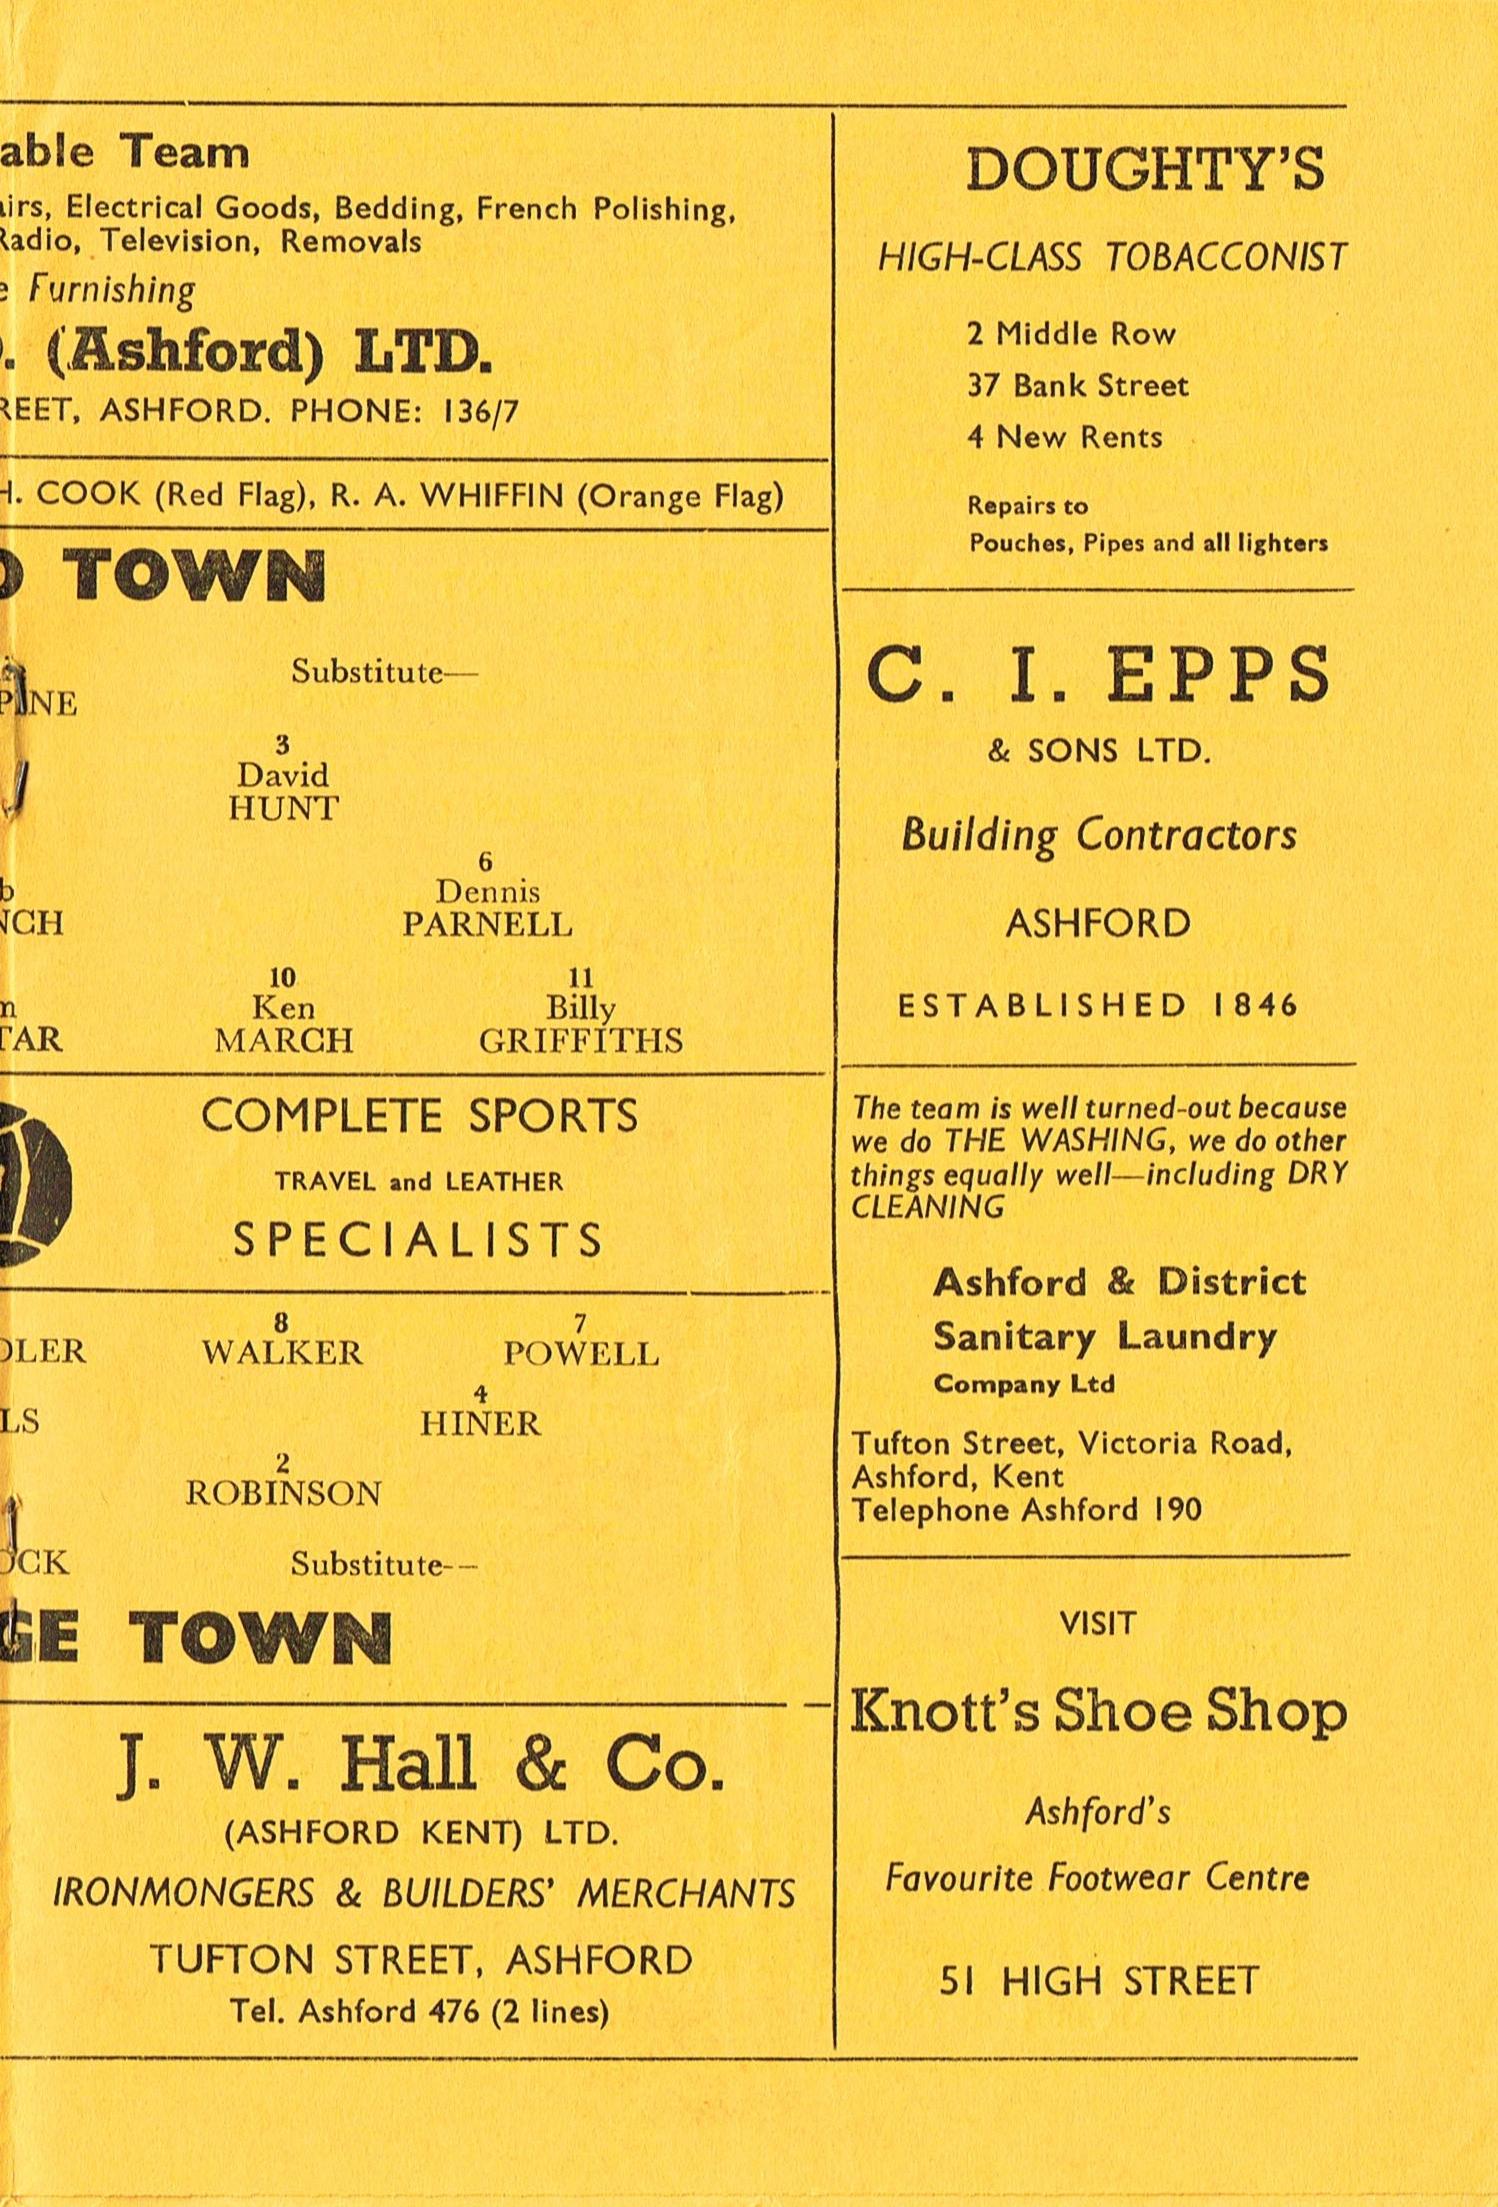 able Team
airs, Electrical Goods, Bedding, French Polishing,
Radio, Television, Removals
e Furnishing
. (Ashford) LTD.
REET, ASHFORD. PHONE: 136/7
H. COOK (Red Flag), R. A. WHIFFIN (Orange Flag)
D TOWN
Substitute—
PINE
3
David
HUNT
6
b Dennis
NCH PARNELL
10 11
n Ken Billy
TAR MARCH GRIFFITHS
COMPLETE SPORTS
TRAVEL and LEATHER
SPECIALISTS
8 7
DLER WALKER POWELL
4
LS HINER
2
ROBINSON
OCK Substitute--
GE TOWN
J. W. Hall & Co.
(ASHFORD KENT) LTD.
IRONMONGERS & BUILDERS' MERCHANTS
TUFTON STREET, ASHFORD
Tel. Ashford 476 (2 lines)
DOUGHTY'S
HIGH-CLASS TOBACCONIST
2 Middle Row
37 Bank Street
4 New Rents
Repairs to
Pouches, Pipes and all lighters
C. I. EPPS
& SONS LTD.
Building Contractors
ASHFORD
ESTABLISHED 1846
The team is well turned-out because
we do THE WASHING, we do other
things equally well—including DRY
CLEANING
Ashford & District
Sanitary Laundry
Company Ltd
Tufton Street, Victoria Road,
Ashford, Kent
Telephone Ashford 190
VISIT
Knott's Shoe Shop
Ashford's
Favourite Footwear Centre
51 HIGH STREET